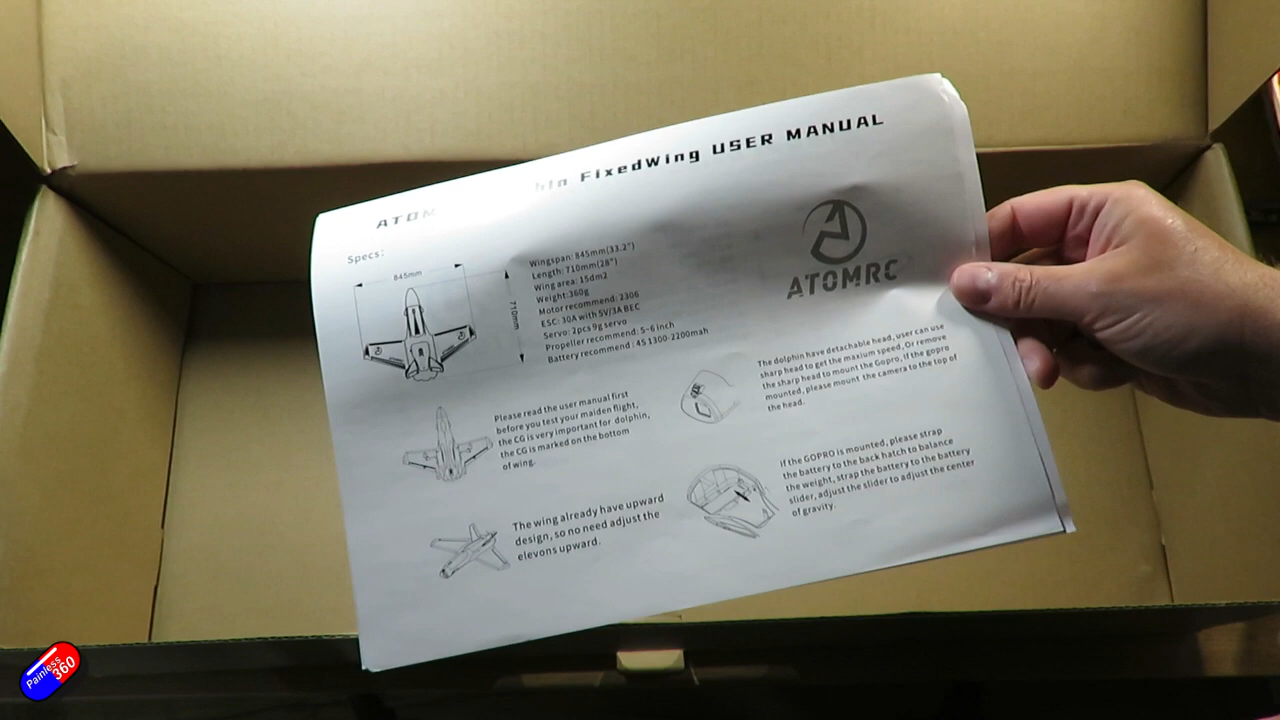 ATOM hin FixedWing USER MANUAL
Specs:
845mm
710mm
Wingspan: 845mm(33.2")
Length: 710mm(28")
Wing area: 15dm2
Weight:360g
Motor recommend: 2306
ESC: 30A with 5V/3A BEC
Servo: 2pcs 9g servo
Propeller recommend: 5-6 inch
Battery recommend : 4S 1300-2200mah
ATOMRC
Please read the user manual first
before you test your maiden flight,
the CG is very important for dolphin,
the CG is marked on the bottom
of wing.
The dolphin have detachable head, user can use
sharp head to get the maxium speed, Or remove
the sharp head to mount the Gopro, If the gopro
mounted, please mount the camera to the top of
the head.
The wing already have upward
design, so no need adjust the
elevons upward.
If the GOPRO is mounted, please strap
the battery to the back hatch to balance
the weight, strap the battery to the battery
slider, adjust the slider to adjust the center
of gravity.
Painless
360